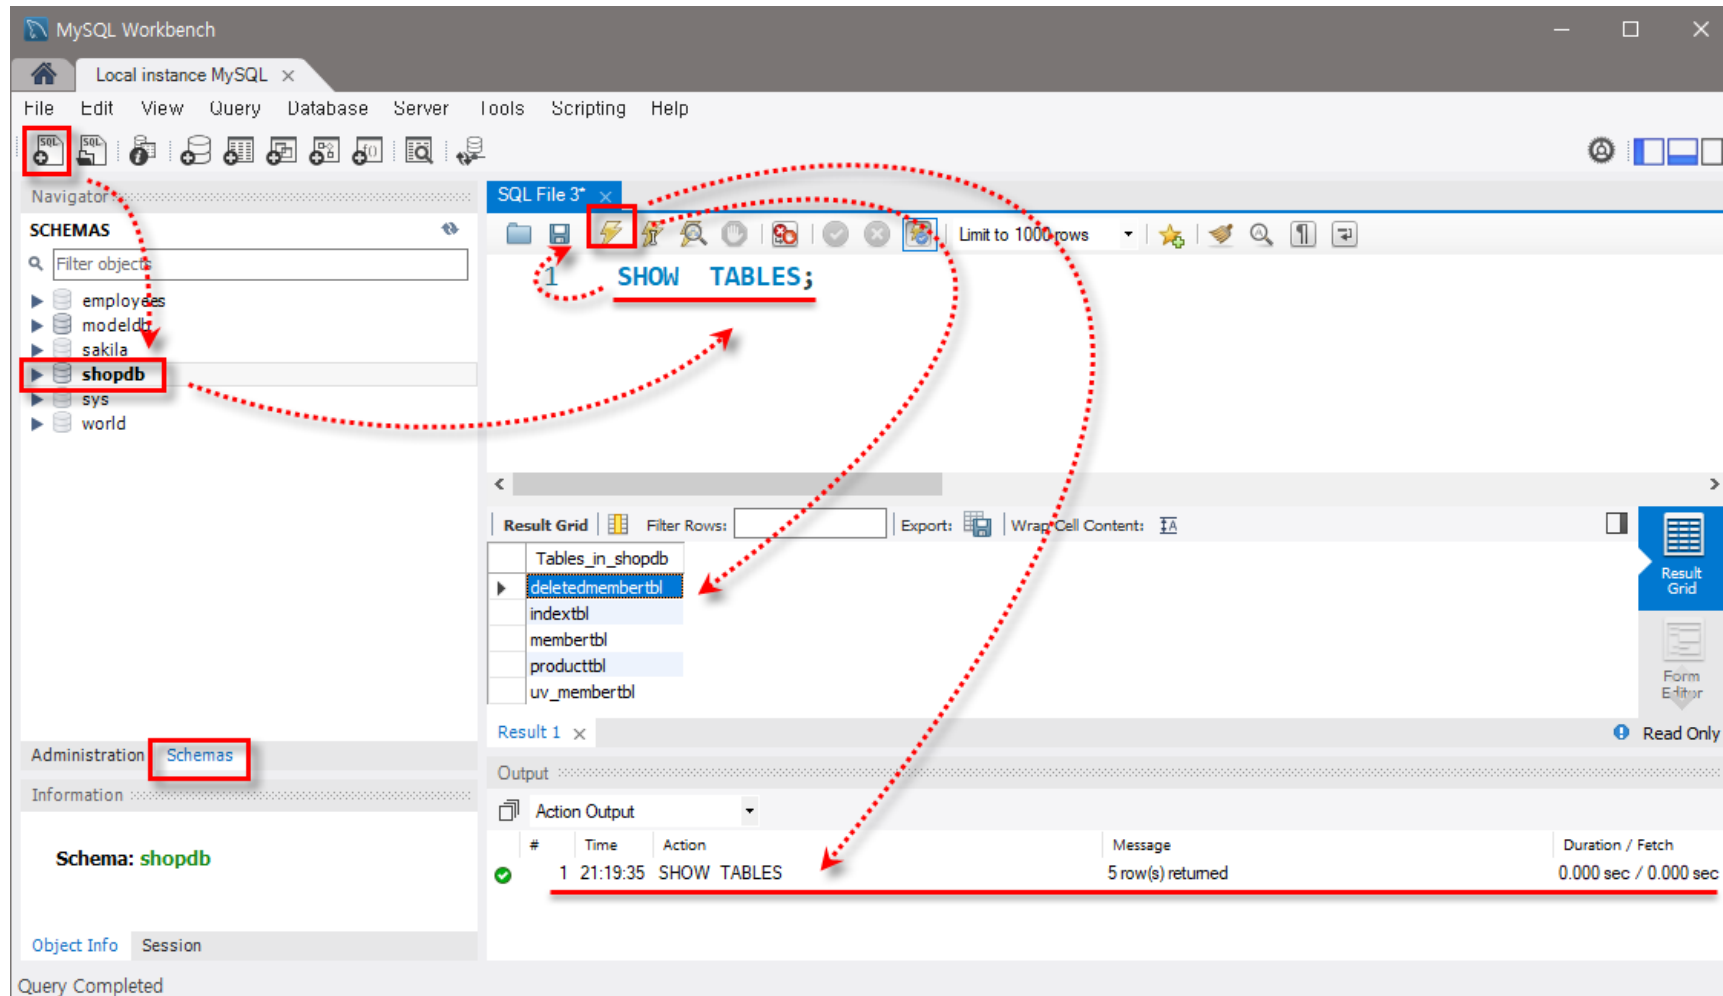 MySQL Workbench
Local instance MySQL
File Edit View Query Database Server Tools Scripting Help
SQL SQL
Navigator
SCHEMAS
Filter objects
employees
modeldb
sakila
shopdb
sys
world
Administration Schemas
Information
Schema: shopdb
Object Info Session
Query Completed
SQL File 3*
Limit to 1000 rows
1 SHOW TABLES;
Result Grid Filter Rows: Export: Wrap Cell Content:
Tables_in_shopdb
deletedmembertbl
indextbl
membertbl
producttbl
uv_membertbl
Result
Grid
Form
Editor
Result 1
Read Only
Output
Action Output
# Time Action Message Duration / Fetch
1 21:19:35 SHOW TABLES 5 row(s) returned 0.000 sec / 0.000 sec